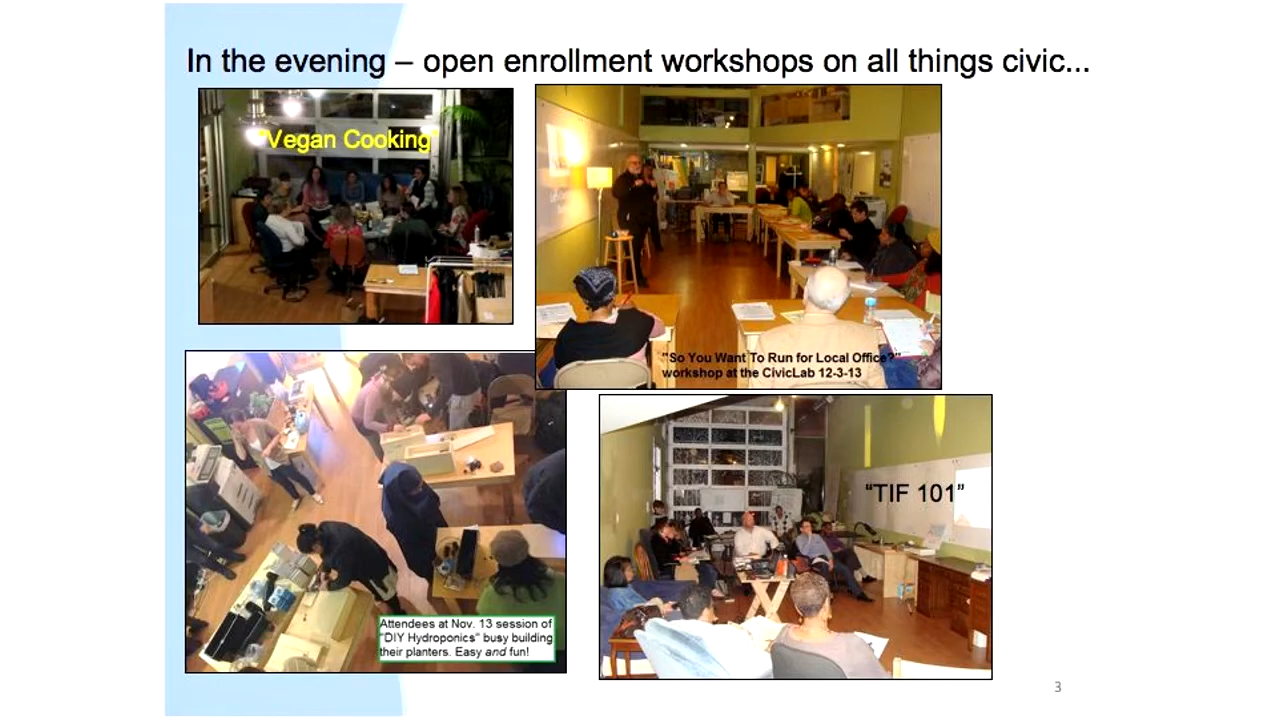 In the evening – open enrollment workshops on all things civic...
"Vegan Cooking"
"So You Want To Run for Local Office?"
workshop at the CivicLab 12-3-13
Attendees at Nov. 13 session of
"DIY Hydroponics" busy building
their planters. Easy and fun!
“TIF 101”
3